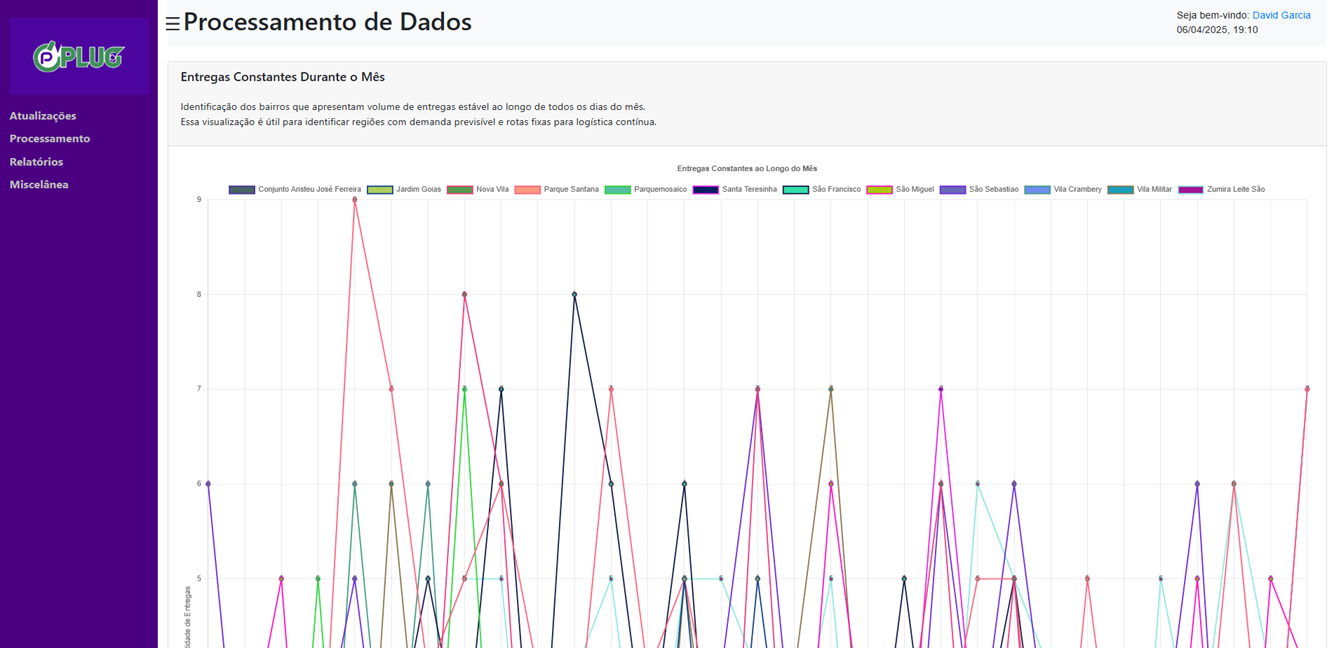 PLUG
Atualizações
Processamento
Relatórios
Miscelânea
☰ Processamento de Dados
Seja bem-vindo: David Garcia
06/04/2025, 19:10
Entregas Constantes Durante o Mês
Identificação dos bairros que apresentam volume de entregas estável ao longo de todos os dias do mês.
Essa visualização é útil para identificar regiões com demanda previsível e rotas fixas para logística contínua.
Entregas Constantes ao Longo do Mês
Conjunto Aristeu José Ferreira Jardim Goias Nova Vila Parque Santana Parquemosaico Santa Teresinha São Francisco São Miguel São Sebastiao Vila Crambery Vila Militar Zumira Leite São
9
8
7
6
5
idade de Entregas